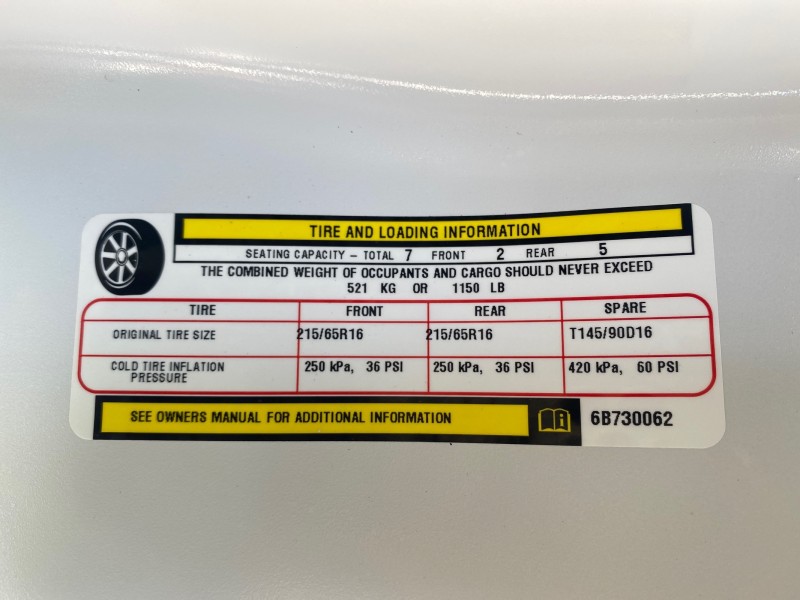 TIRE AND LOADING INFORMATION
SEATING CAPACITY – TOTAL 7 FRONT 2 REAR 5
THE COMBINED WEIGHT OF OCCUPANTS AND CARGO SHOULD NEVER EXCEED
521 KG OR 1150 LB
TIRE FRONT REAR SPARE
ORIGINAL TIRE SIZE 215/65R16 215/65R16 T145/90D16
COLD TIRE INFLATION 250 kPa, 36 PSI 250 kPa, 36 PSI 420 kPa, 60 PSI
PRESSURE
SEE OWNERS MANUAL FOR ADDITIONAL INFORMATION i 6B730062